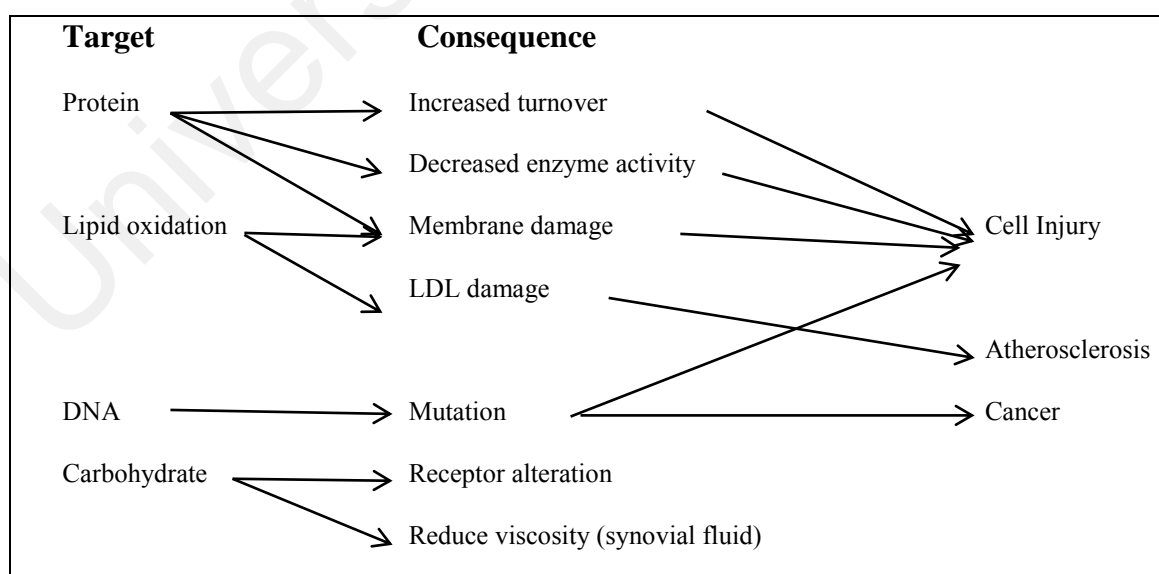 Target Consequence
Protein Increased turnover
Decreased enzyme activity
Lipid oxidation Membrane damage Cell Injury
LDL damage
Atherosclerosis
DNA Mutation Cancer
Carbohydrate Receptor alteration
Reduce viscosity (synovial fluid)
Univers